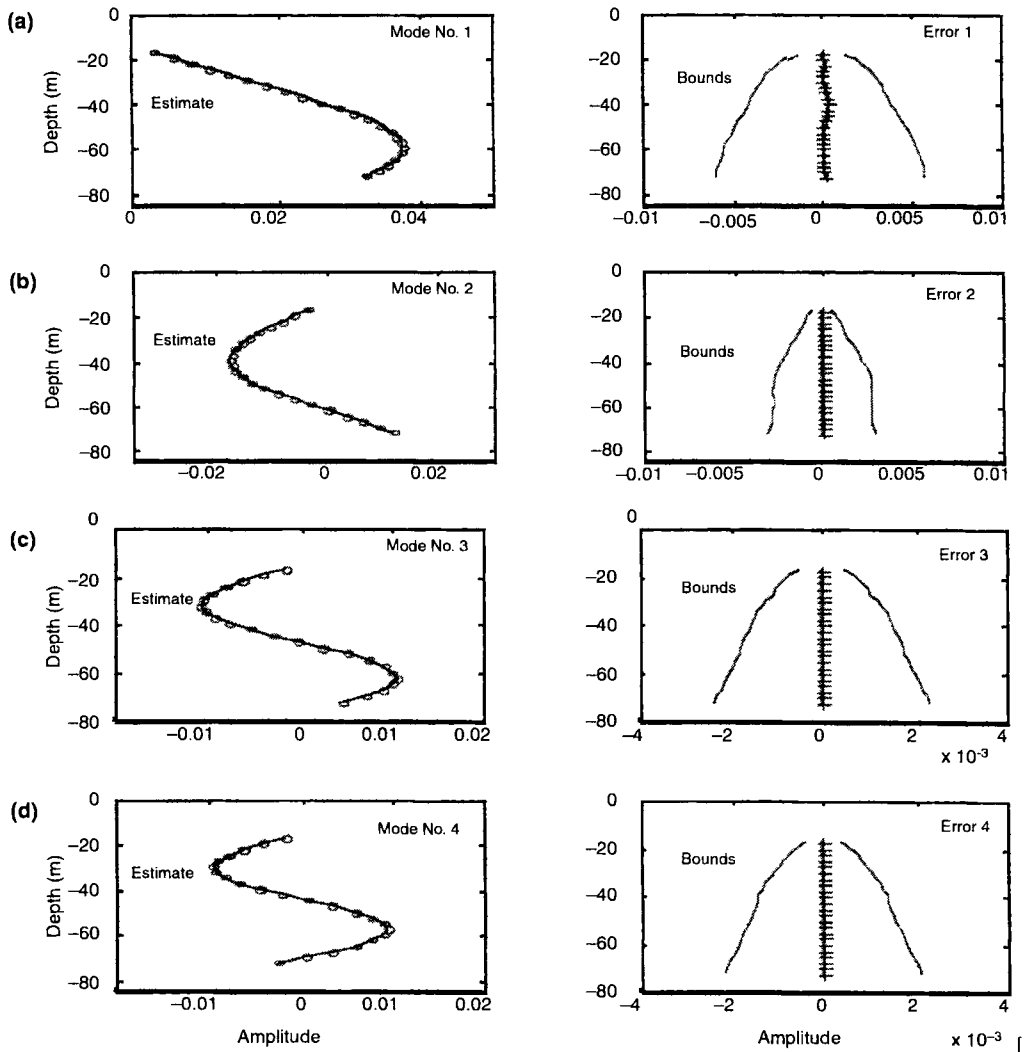 (a)
Mode No. 1
Estimate
Depth (m)
0
−20
−40
−60
−80
0
0.02
0.04
Error 1
Bounds
0
−20
−40
−60
−80
−0.01
−0.005
0
0.005
0.01
(b)
Mode No. 2
Estimate
Depth (m)
0
−20
−40
−60
−80
−0.02
0
0.02
Error 2
Bounds
0
−20
−40
−60
−80
−0.01
−0.005
0
0.005
0.01
(c)
Mode No. 3
Estimate
Depth (m)
0
−20
−40
−60
−80
−0.01
0
0.01
0.02
Error 3
Bounds
0
−20
−40
−60
−80
−4
−2
0
2
4
x 10⁻³
(d)
Mode No. 4
Estimate
Depth (m)
0
−20
−40
−60
−80
−0.01
0
0.01
0.02
Amplitude
Error 4
Bounds
0
−20
−40
−60
−80
−4
−2
0
2
4
Amplitude
x 10⁻³